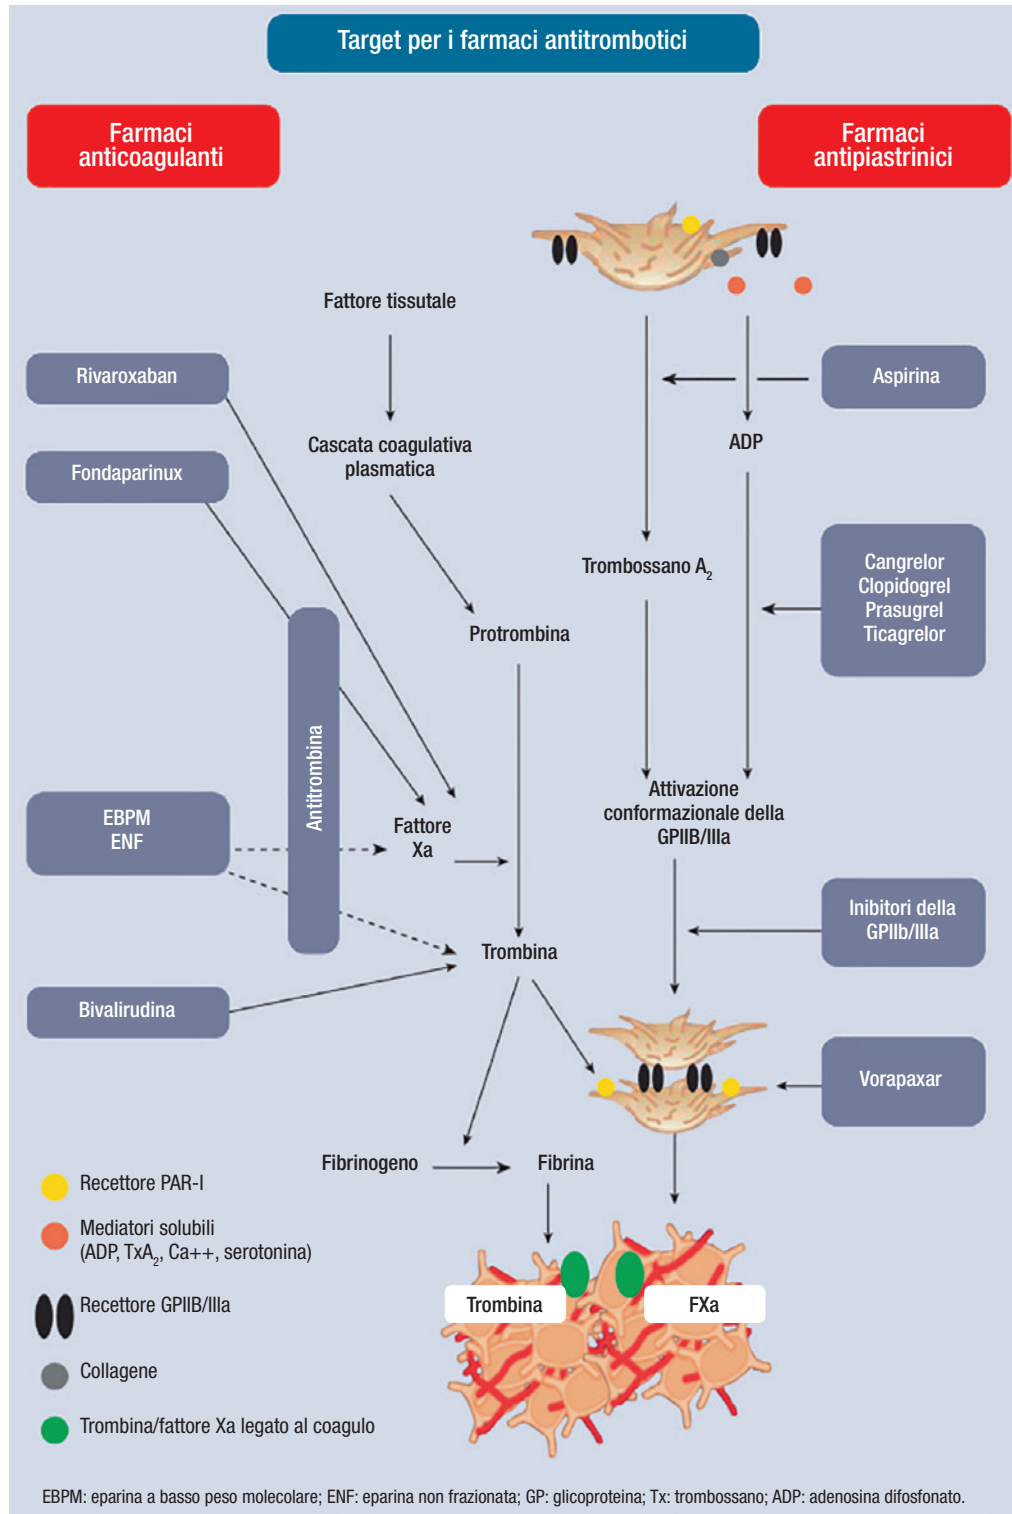 Target per i farmaci antitrombotici
Farmaci
anticoagulanti
Farmaci
antipiastrinici
Fattore tissutale
Rivaroxaban
Aspirina
Cascata coagulativa
plasmatica
ADP
Fondaparinux
Cangrelor
Clopidogrel
Prasugrel
Ticagrelor
Trombossano A2
Protrombina
Antitrombina
EBPM
ENF
Fattore
Xa
Attivazione
conformazionale della
GPIIB/IIIa
Inibitori della
GPIIb/IIIa
Trombina
Bivalirudina
Vorapaxar
Fibrinogeno
Fibrina
Recettore PAR-I
Mediatori solubili
(ADP, TxA2, Ca++, serotonina)
Recettore GPIIB/IIIa
Trombina
FXa
Collagene
Trombina/fattore Xa legato al coagulo
EBPM: eparina a basso peso molecolare; ENF: eparina non frazionata; GP: glicoproteina; Tx: trombossano; ADP: adenosina difosfonato.